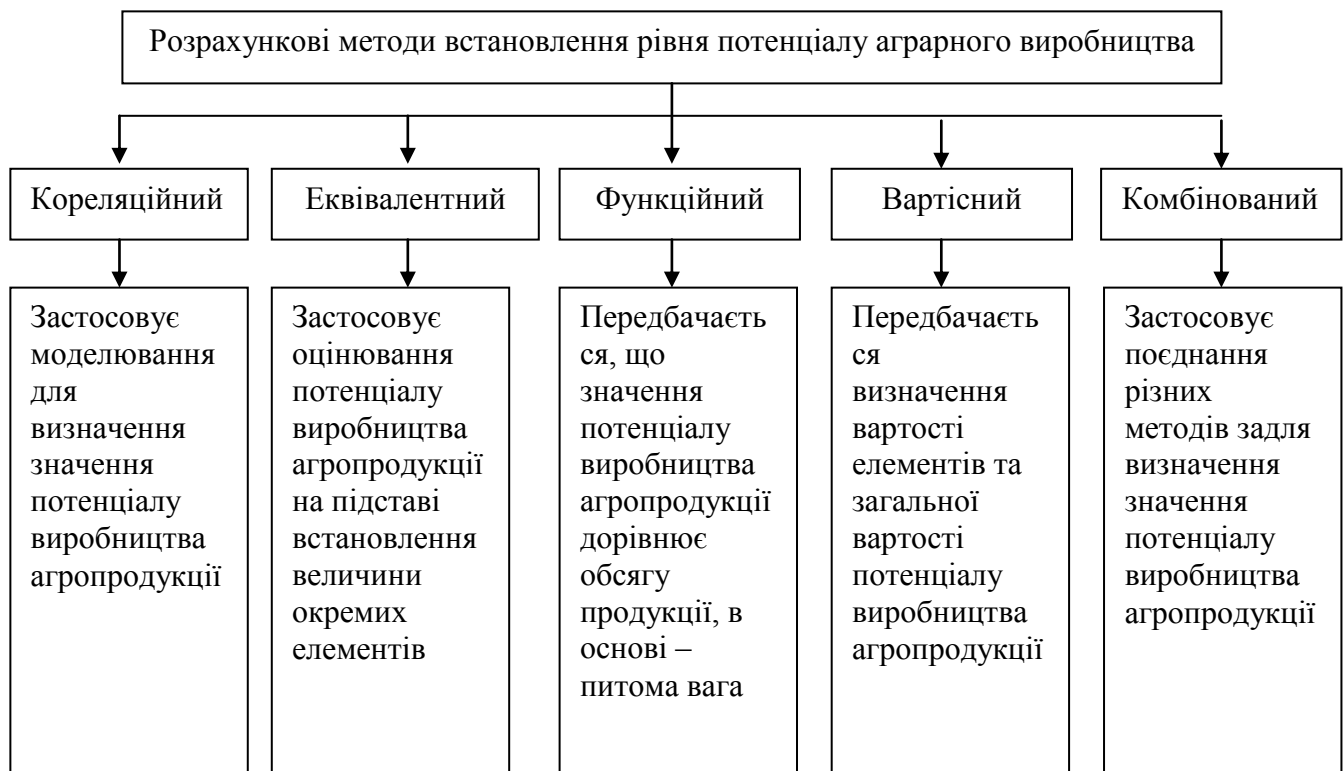 Розрахункові методи встановлення рівня потенціалу аграрного виробництва
Кореляційний
Еквівалентний
Функційний
Вартісний
Комбінований
Застосовує
моделювання
для
визначення
значення
потенціалу
виробництва
агропродукції
Застосовує
оцінювання
потенціалу
виробництва
агропродукції
на підставі
встановлення
величини
окремих
елементів
Передбачаєть
ся, що
значення
потенціалу
виробництва
агропродукції
дорівнює
обсягу
продукції, в
основі –
питома вага
Передбачаєть
ся
визначення
вартості
елементів та
загальної
вартості
потенціалу
виробництва
агропродукції
Застосовує
поєднання
різних
методів задля
визначення
значення
потенціалу
виробництва
агропродукції